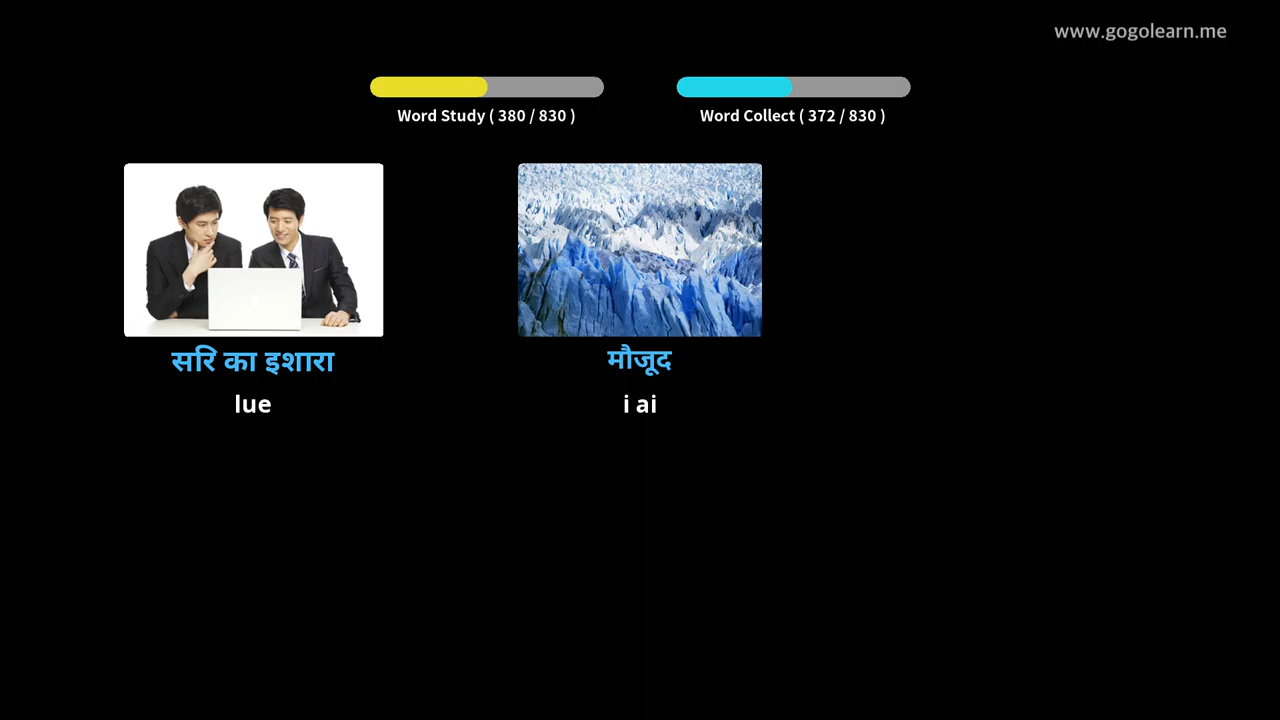 www.gogolearn.me
Word Study ( 380 / 830 )
Word Collect ( 372 / 830 )
सरि का इशारा
मौजूद
lue
i ai